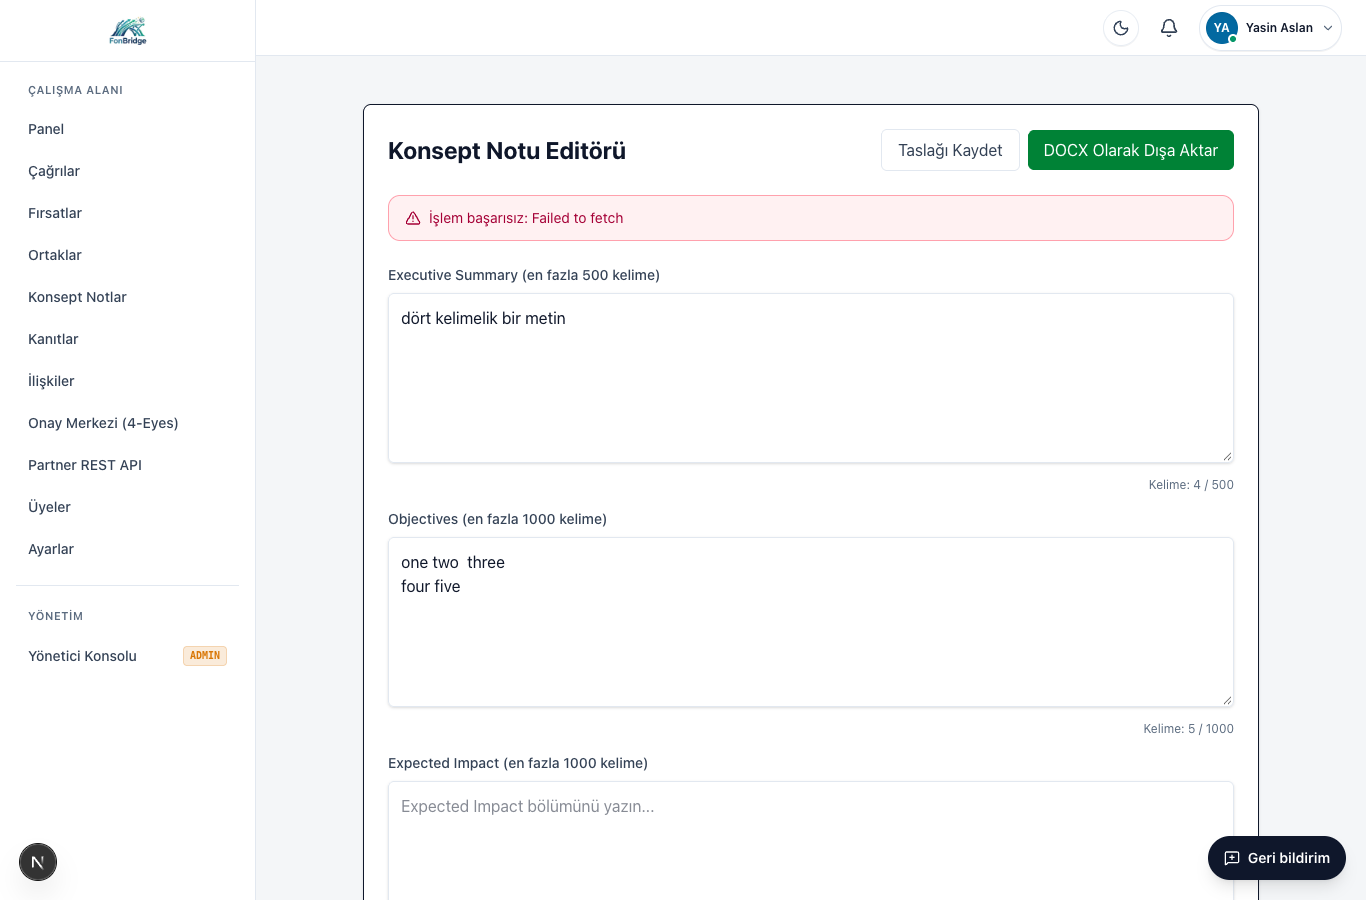 FonBridge
YA
Yasin Aslan
ÇALIŞMA ALANI
Panel
Çağrılar
Fırsatlar
Ortaklar
Konsept Notlar
Kanıtlar
İlişkiler
Onay Merkezi (4-Eyes)
Partner REST API
Üyeler
Ayarlar
YÖNETİM
Yönetici Konsolu
ADMIN
N
Konsept Notu Editörü
Taslağı Kaydet
DOCX Olarak Dışa Aktar
İşlem başarısız: Failed to fetch
Executive Summary (en fazla 500 kelime)
dört kelimelik bir metin
Kelime: 4 / 500
Objectives (en fazla 1000 kelime)
one two  three
four five
Kelime: 5 / 1000
Expected Impact (en fazla 1000 kelime)
Expected Impact bölümünü yazın...
Geri bildirim